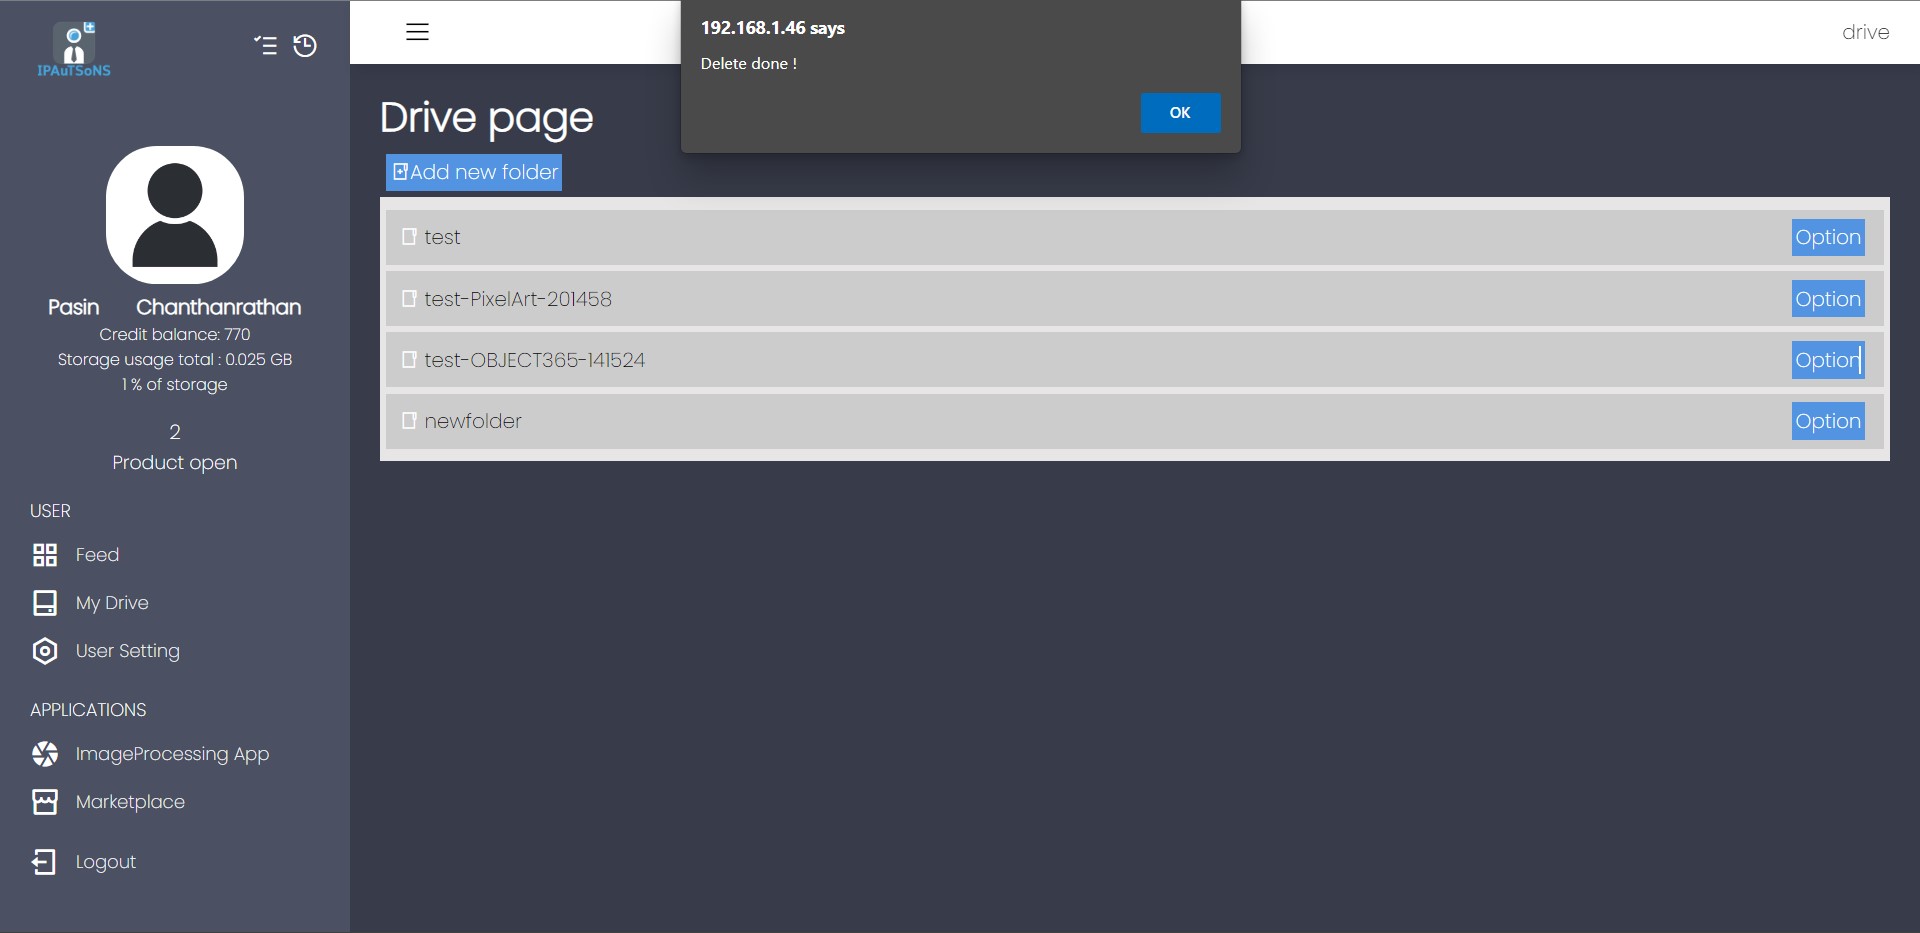 IPAuTSoNS
Pasin Chanthanrathan
Credit balance: 770
Storage usage total : 0.025 GB
1 % of storage
2
Product open
USER
Feed
My Drive
User Setting
APPLICATIONS
ImageProcessing App
Marketplace
Logout
192.168.1.46 says
Delete done !
OK
drive
Drive page
Add new folder
test Option
test-PixelArt-201458 Option
test-OBJECT365-141524 Option
newfolder Option